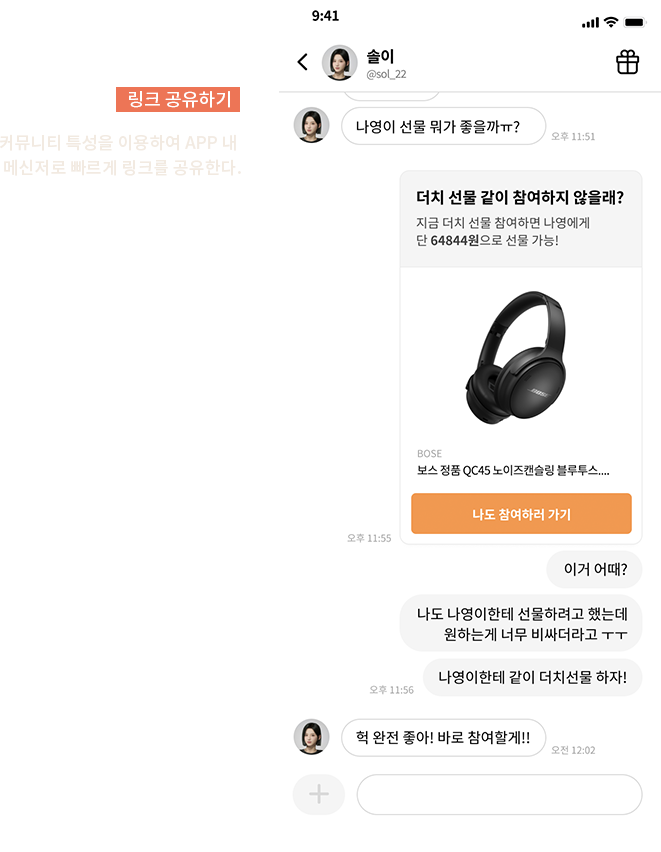 9:41
솔이
@sol_22
링크 공유하기
커뮤니티 특성을 이용하여 APP 내
메신저로 빠르게 링크를 공유한다.
나영이 선물 뭐가 좋을까ㅠ?
오후 11:51
더치 선물 같이 참여하지 않을래?
지금 더치 선물 참여하면 나영에게
단 64844원으로 선물 가능!
BOSE
BOSE
보스 정품 QC45 노이즈캔슬링 블루투스....
나도 참여하러 가기
오후 11:55
이거 어때?
나도 나영이한테 선물하려고 했는데
원하는게 너무 비싸더라고 ㅜㅜ
나영이한테 같이 더치선물 하자!
오후 11:56
헉 완전 좋아! 바로 참여할게!!
오전 12:02